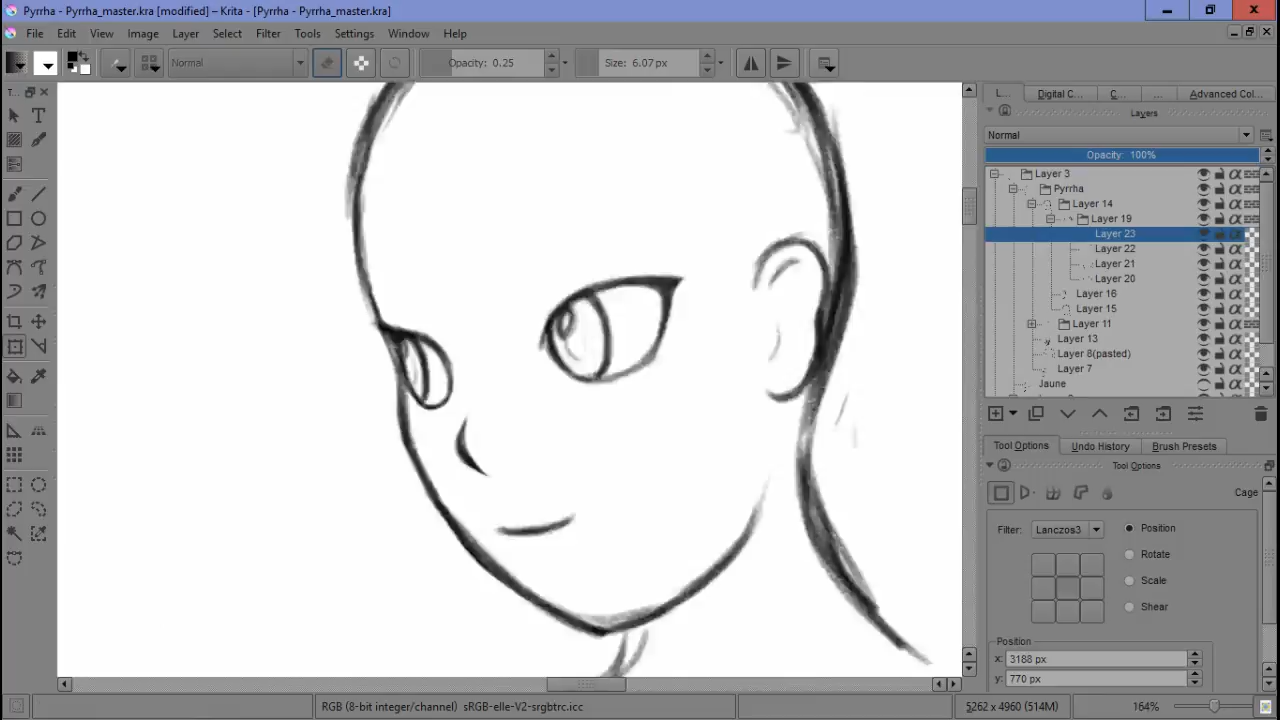 Pyrrha - Pyrrha_master.kra [modified] – Krita - [Pyrrha - Pyrrha_master.kra]
File Edit View Image Layer Select Filter Tools Settings Window Help
Normal Opacity: 0.25 Size: 6.07 px
T... L... Digital C... C... ... Advanced Col...
Layers
Normal
Opacity: 100%
Layer 3
Pyrrha
Layer 14
Layer 19
Layer 23
Layer 22
Layer 21
Layer 20
Layer 16
Layer 15
Layer 11
Layer 13
Layer 8(pasted)
Layer 7
Jaune
Tool Options Undo History Brush Presets
Tool Options
Cage
Filter: Lanczos3 Position
Rotate
Scale
Shear
Position
x: 3188 px
y: 770 px
RGB (8-bit integer/channel) sRGB-elle-V2-srgbtrc.icc 5262 x 4960 (514M) 164%